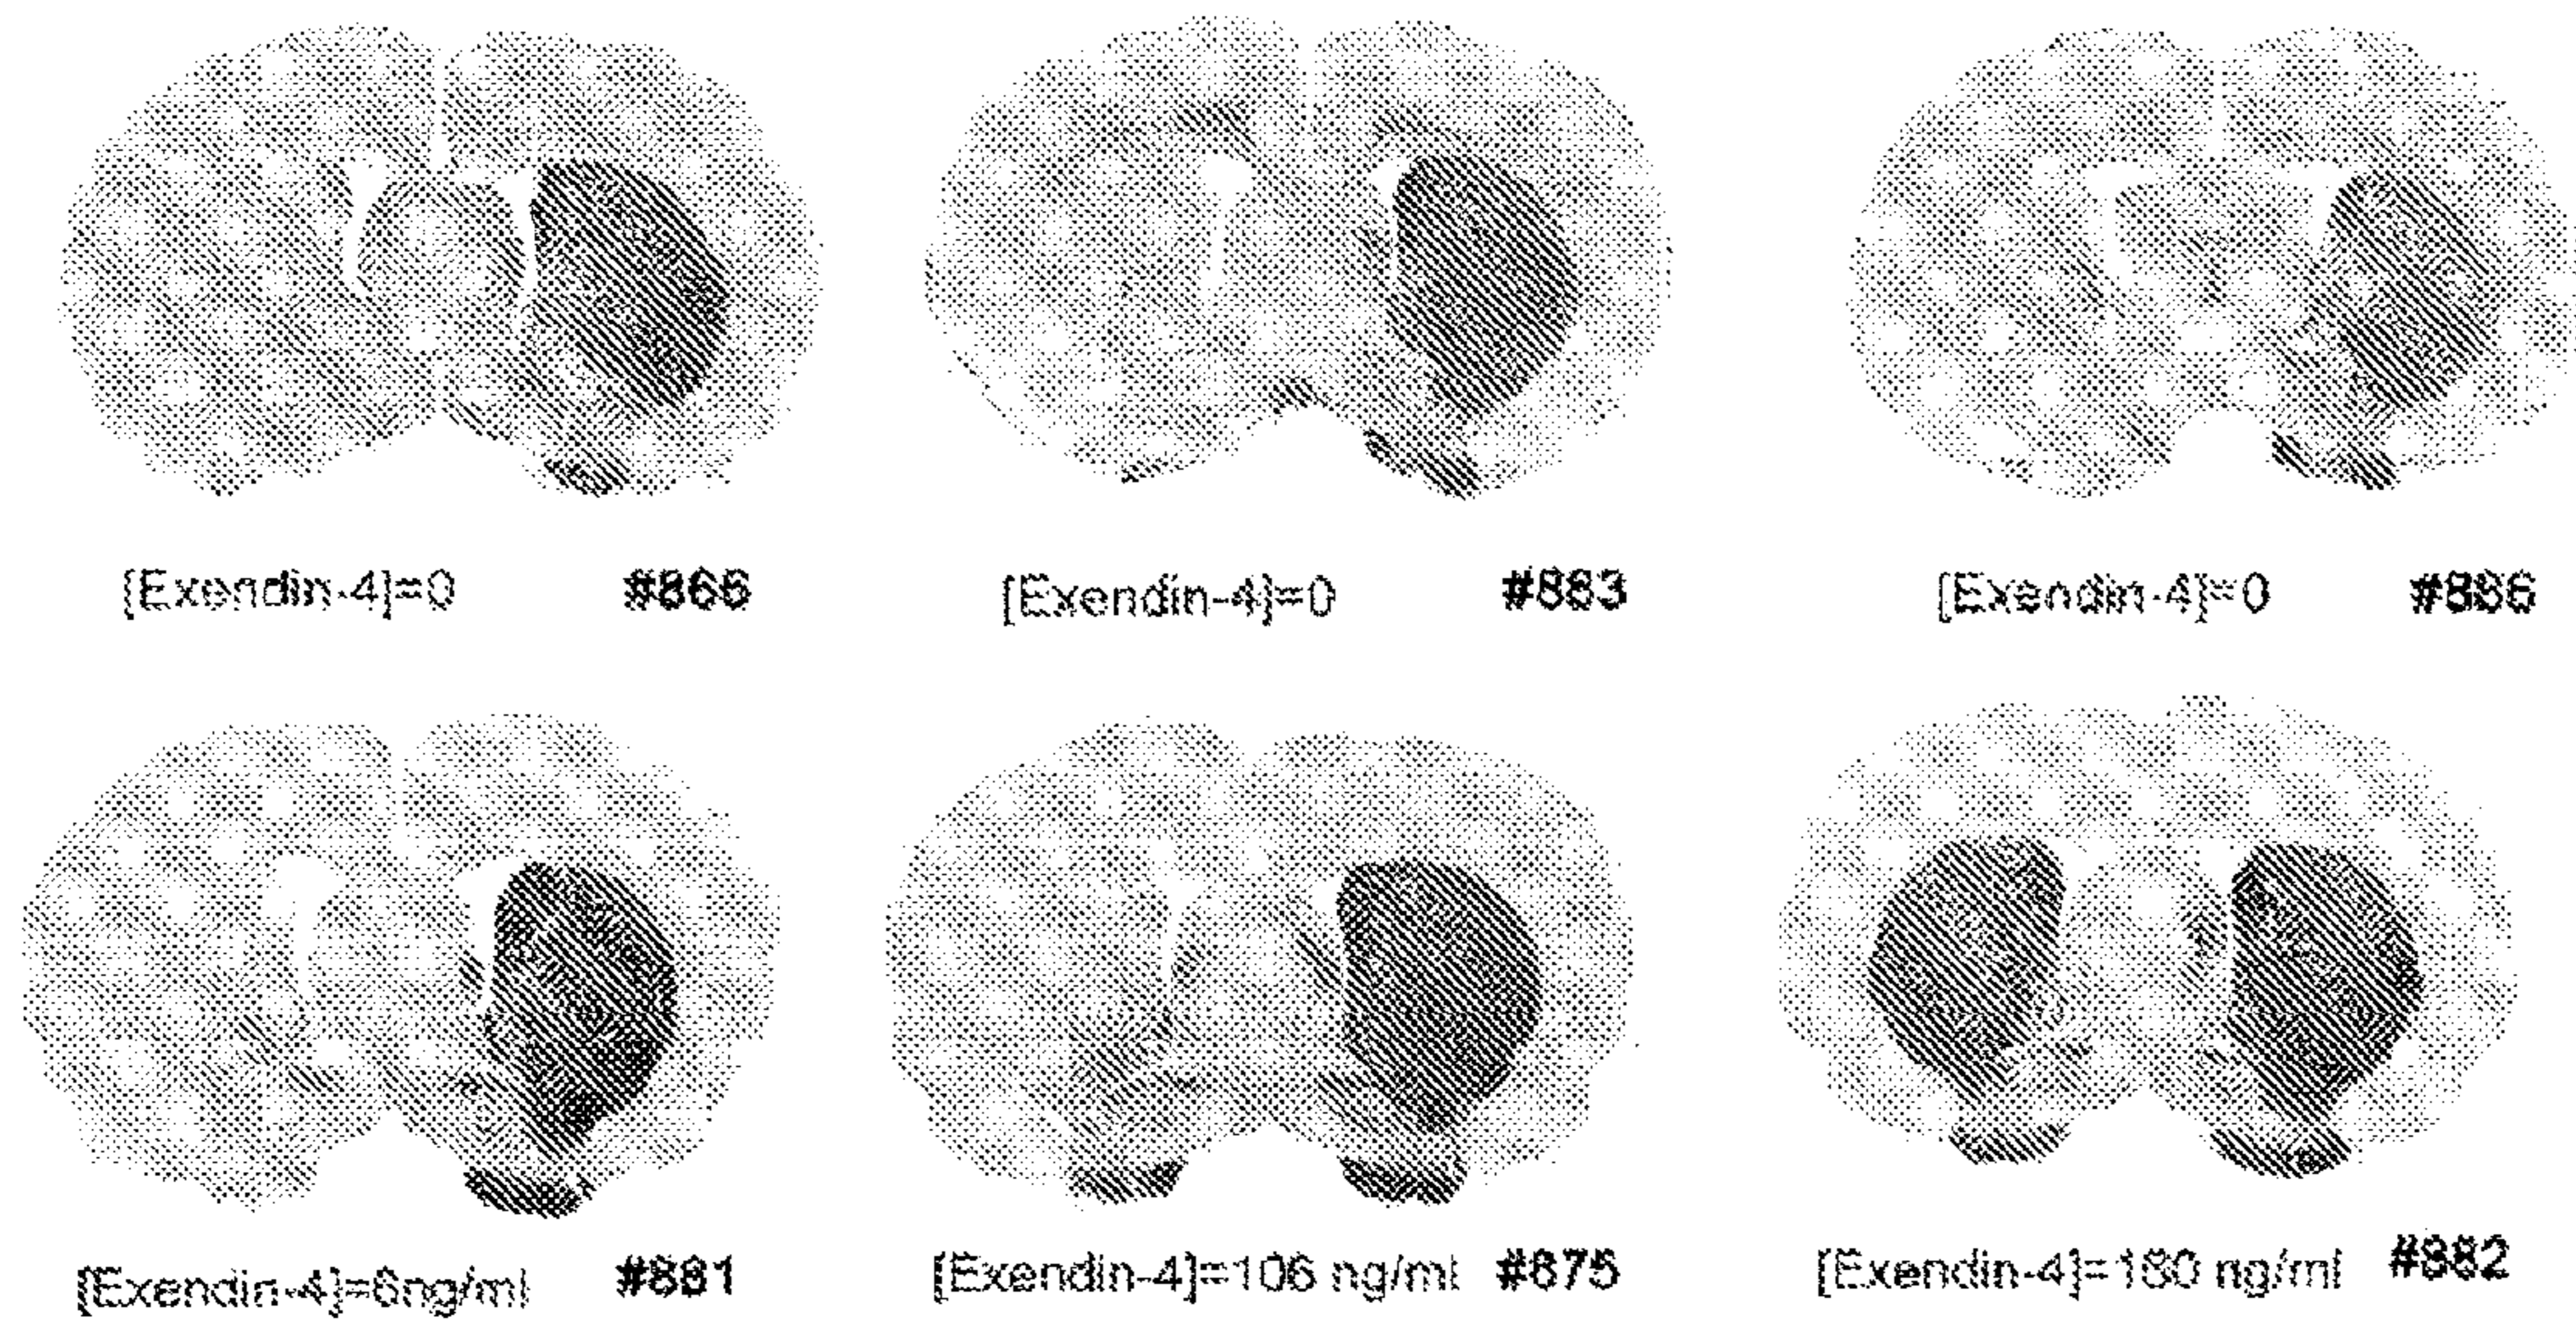 [Exendin-4]=0 #866
[Exendin-4]=0 #883
[Exendin-4]=0 #886
[Exendin-4]=6ng/ml #881
[Exendin-4]=106 ng/ml #875
[Exendin-4]=180 ng/ml #882